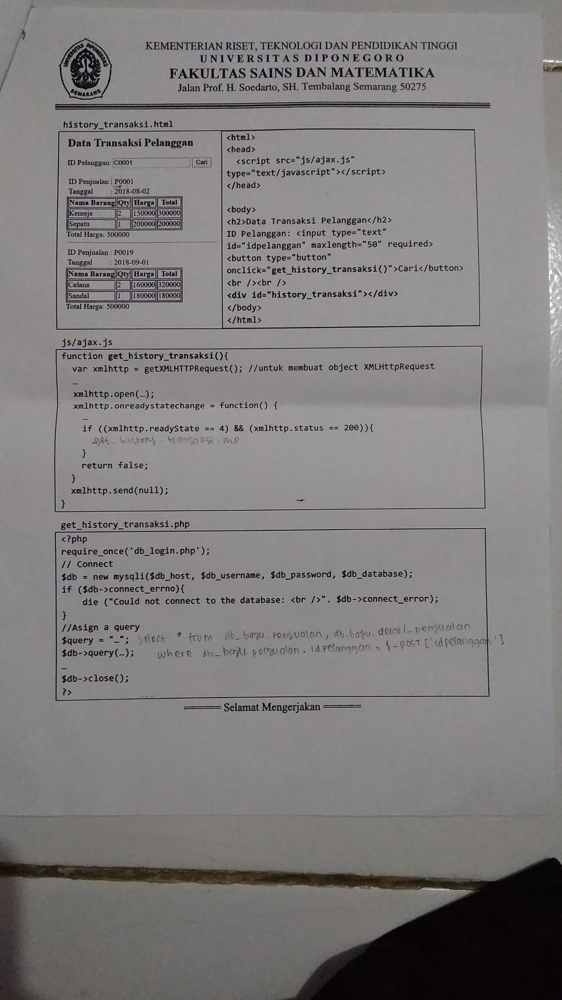 UNIVERSITAS DIPONEGORO
SEMARANG
KEMENTERIAN RISET, TEKNOLOGI DAN PENDIDIKAN TINGGI
UNIVERSITAS DIPONEGORO
FAKULTAS SAINS DAN MATEMATIKA
Jalan Prof. H. Soedarto, SH. Tembalang Semarang 50275
history_transaksi.html
Data Transaksi Pelanggan
ID Pelanggan: C0001 Cari
ID Penjualan : P0001
Tanggal : 2018-08-02
Nama Barang Qty Harga Total
Kemeja 2 150000 300000
Sepatu 1 200000 200000
Total Harga: 500000
ID Penjualan : P0019
Tanggal : 2018-09-01
Nama Barang Qty Harga Total
Celana 2 160000 320000
Sandal 1 180000 180000
Total Harga: 500000
<html>
<head>
<script src="js/ajax.js"
type="text/javascript"></script>
</head>
<body>
<h2>Data Transaksi Pelanggan</h2>
ID Pelanggan: <input type="text"
id="idpelanggan" maxlength="50" required>
<button type="button"
onclick="get_history_transaksi()">Cari</button>
<br /><br />
<div id="history_transaksi"></div>
</body>
</html>
js/ajax.js
function get_history_transaksi(){
var xmlhttp = getXMLHTTPRequest(); //untuk membuat object XMLHttpRequest
…
xmlhttp.open(…);
xmlhttp.onreadystatechange = function() {
…
if ((xmlhttp.readyState == 4) && (xmlhttp.status == 200)){
get_history_transaksi.php
}
return false;
}
xmlhttp.send(null);
}
get_history_transaksi.php
<?php
require_once('db_login.php');
// Connect
$db = new mysqli($db_host, $db_username, $db_password, $db_database);
if ($db->connect_errno){
die ("Could not connect to the database: <br />". $db->connect_error);
}
//Asign a query
$query = "…"; select * from db_baju.penjualan, db_baju.detail_penjualan
$db->query(…); where db_baju.penjualan.idpelanggan = $_POST['idpelanggan']
…
$db->close();
?>
Selamat Mengerjakan